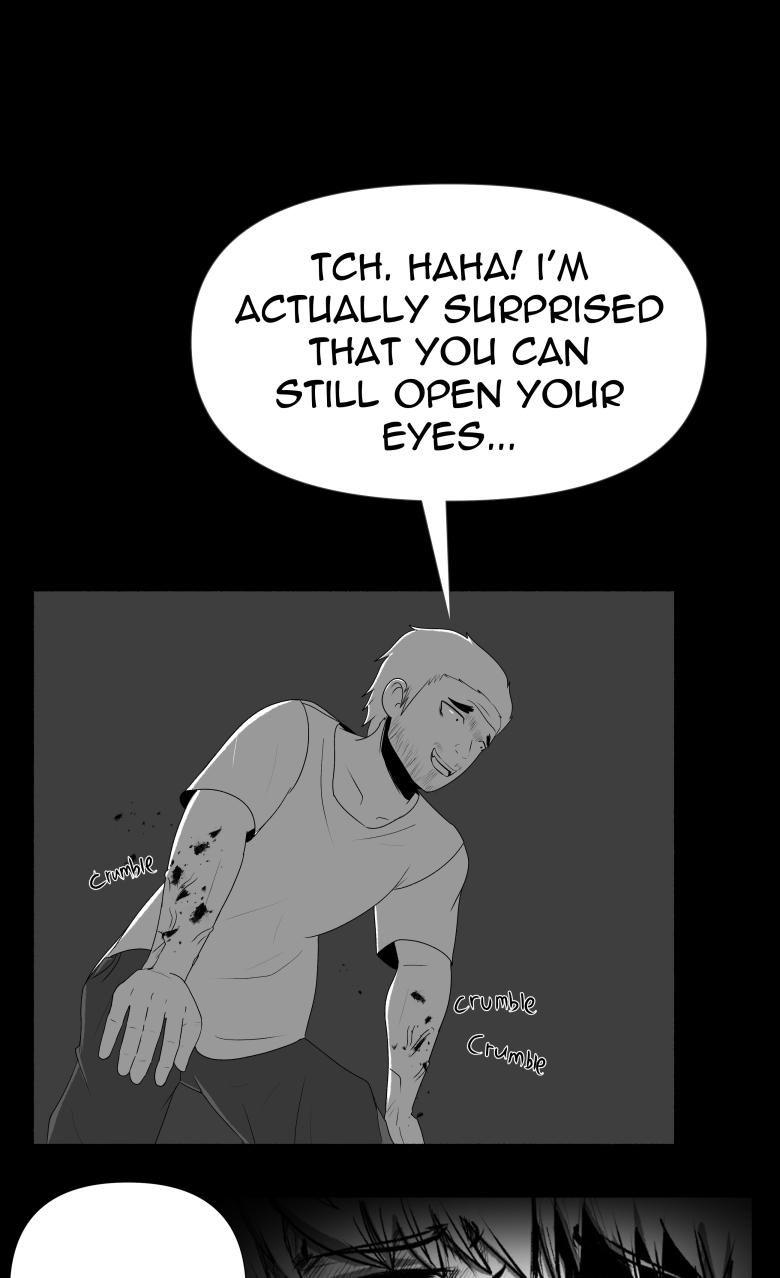 TCH. HAHA! I'M
ACTUALLY SURPRISED
THAT YOU CAN
STILL OPEN YOUR
EYES...
crumble
crumble
Crumble